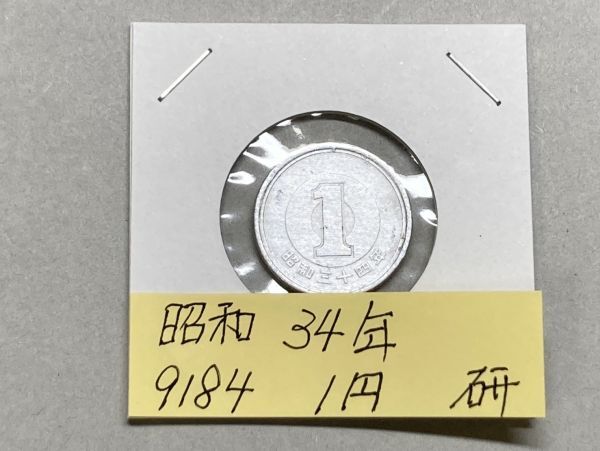 1
昭和三十四年
昭和 34年
9184 1円 研